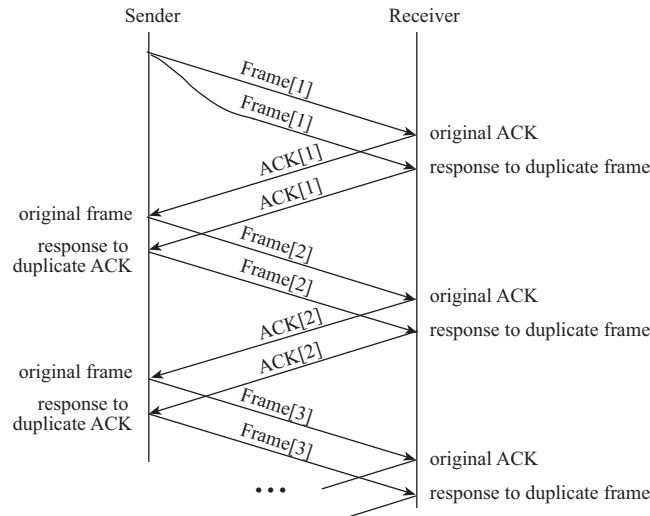 Sender
Receiver
Frame[1]
Frame[1]
original ACK
ACK[1]
response to duplicate frame
ACK[1]
original frame
response to
duplicate ACK
Frame[2]
Frame[2]
original ACK
ACK[2]
response to duplicate frame
ACK[2]
original frame
response to
duplicate ACK
Frame[3]
Frame[3]
original ACK
...
response to duplicate frame